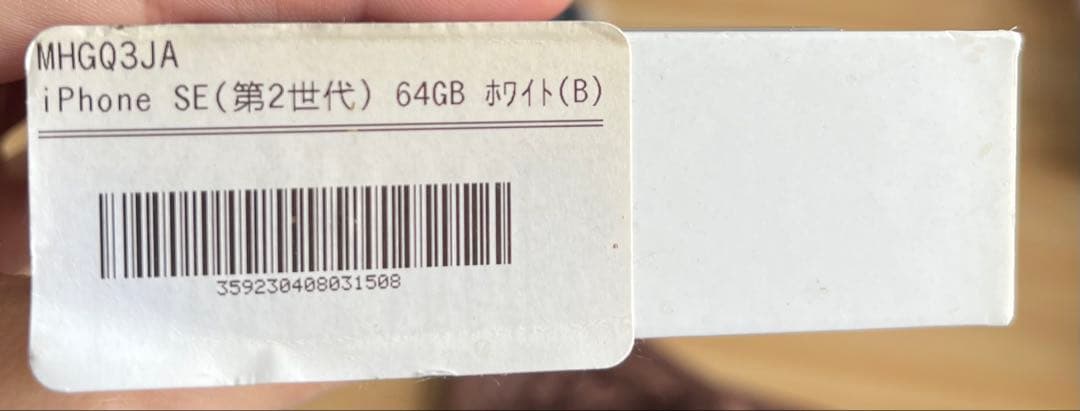 MHGQ3JA
iPhone SE(第2世代) 64GB ﾎﾜｲﾄ(B)
359230408031508